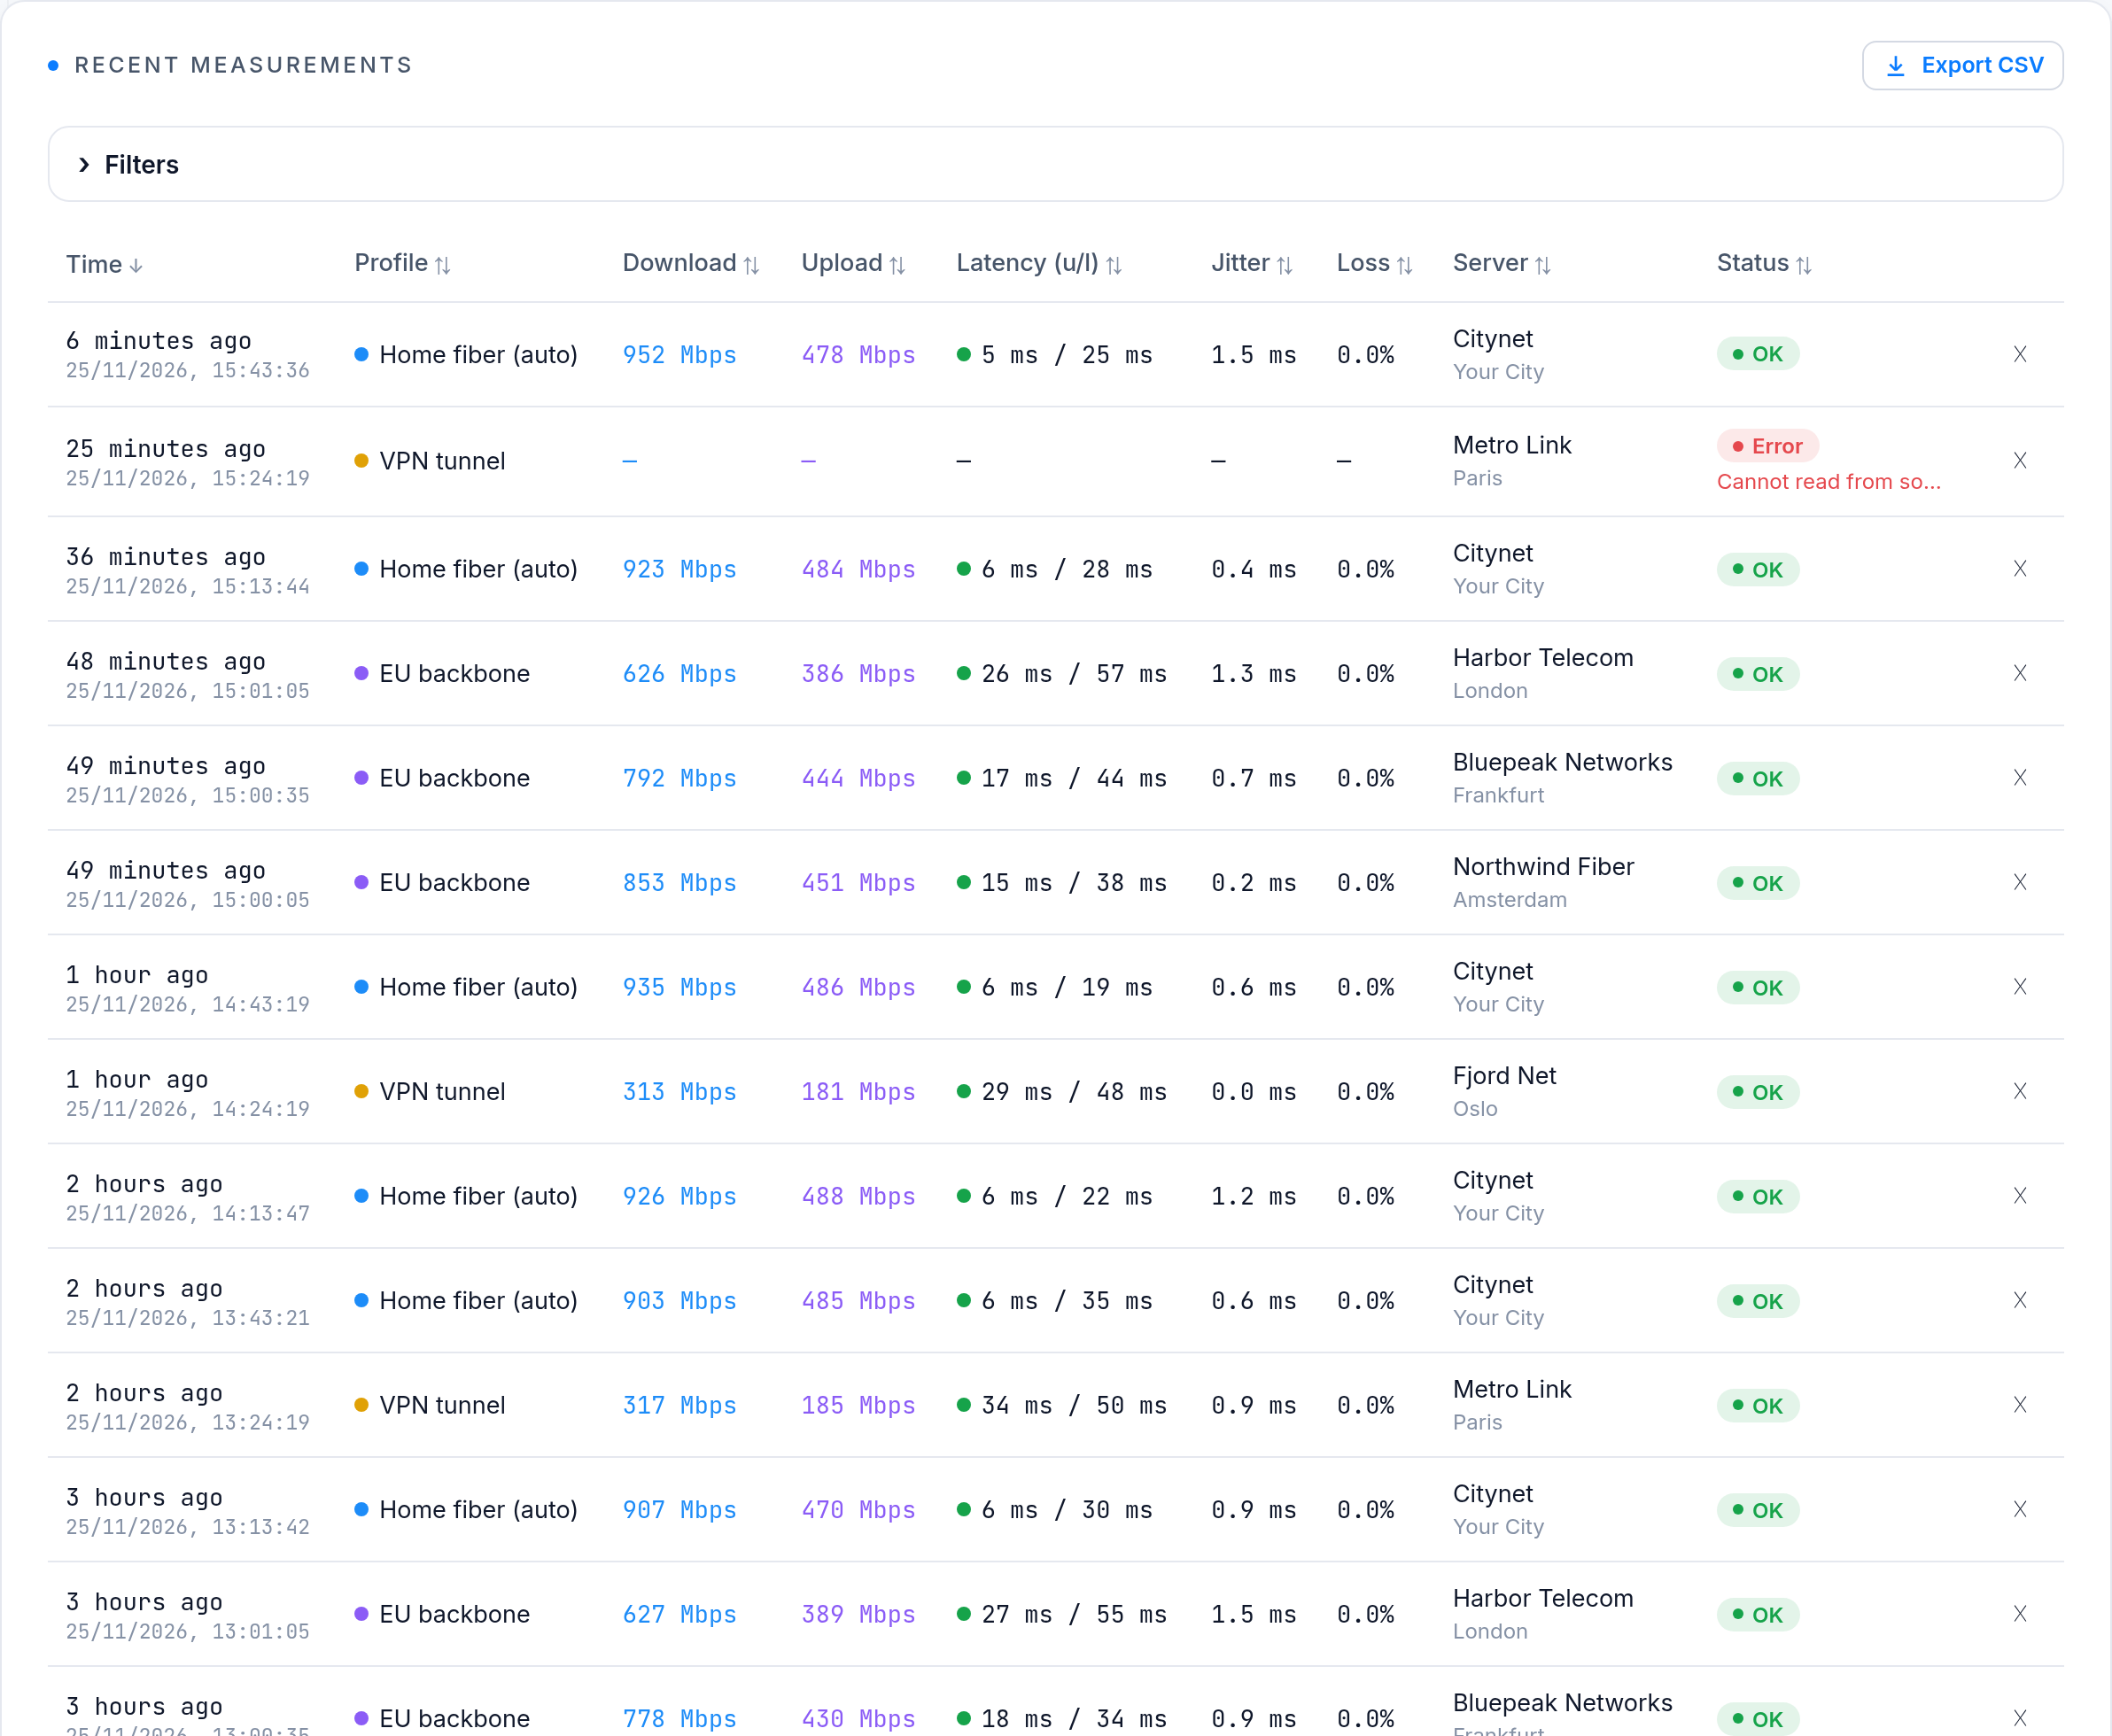 RECENT MEASUREMENTS
Export CSV
Filters
Time Profile Download Upload Latency (u/l) Jitter Loss Server Status
6 minutes ago
25/11/2026, 15:43:36
Home fiber (auto) 952 Mbps 478 Mbps 5 ms / 25 ms 1.5 ms 0.0%
Citynet
Your City
OK
X
25 minutes ago
25/11/2026, 15:24:19
VPN tunnel — — — — —
Metro Link
Paris
Error
Cannot read from so...
X
36 minutes ago
25/11/2026, 15:13:44
Home fiber (auto) 923 Mbps 484 Mbps 6 ms / 28 ms 0.4 ms 0.0%
Citynet
Your City
OK
X
48 minutes ago
25/11/2026, 15:01:05
EU backbone 626 Mbps 386 Mbps 26 ms / 57 ms 1.3 ms 0.0%
Harbor Telecom
London
OK
X
49 minutes ago
25/11/2026, 15:00:35
EU backbone 792 Mbps 444 Mbps 17 ms / 44 ms 0.7 ms 0.0%
Bluepeak Networks
Frankfurt
OK
X
49 minutes ago
25/11/2026, 15:00:05
EU backbone 853 Mbps 451 Mbps 15 ms / 38 ms 0.2 ms 0.0%
Northwind Fiber
Amsterdam
OK
X
1 hour ago
25/11/2026, 14:43:19
Home fiber (auto) 935 Mbps 486 Mbps 6 ms / 19 ms 0.6 ms 0.0%
Citynet
Your City
OK
X
1 hour ago
25/11/2026, 14:24:19
VPN tunnel 313 Mbps 181 Mbps 29 ms / 48 ms 0.0 ms 0.0%
Fjord Net
Oslo
OK
X
2 hours ago
25/11/2026, 14:13:47
Home fiber (auto) 926 Mbps 488 Mbps 6 ms / 22 ms 1.2 ms 0.0%
Citynet
Your City
OK
X
2 hours ago
25/11/2026, 13:43:21
Home fiber (auto) 903 Mbps 485 Mbps 6 ms / 35 ms 0.6 ms 0.0%
Citynet
Your City
OK
X
2 hours ago
25/11/2026, 13:24:19
VPN tunnel 317 Mbps 185 Mbps 34 ms / 50 ms 0.9 ms 0.0%
Metro Link
Paris
OK
X
3 hours ago
25/11/2026, 13:13:42
Home fiber (auto) 907 Mbps 470 Mbps 6 ms / 30 ms 0.9 ms 0.0%
Citynet
Your City
OK
X
3 hours ago
25/11/2026, 13:01:05
EU backbone 627 Mbps 389 Mbps 27 ms / 55 ms 1.5 ms 0.0%
Harbor Telecom
London
OK
X
3 hours ago
25/11/2026, 13:00:35
EU backbone 778 Mbps 430 Mbps 18 ms / 34 ms 0.9 ms 0.0%
Bluepeak Networks
Frankfurt
OK
X